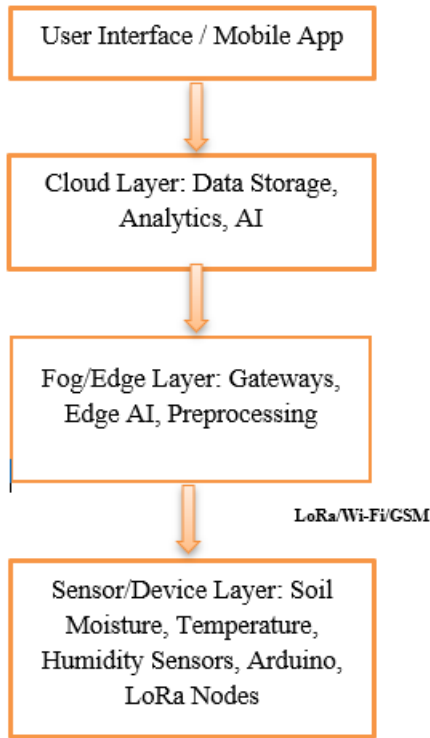 User Interface / Mobile App
Cloud Layer: Data Storage,
Analytics, AI
Fog/Edge Layer: Gateways,
Edge AI, Preprocessing
LoRa/Wi-Fi/GSM
Sensor/Device Layer: Soil
Moisture, Temperature,
Humidity Sensors, Arduino,
LoRa Nodes